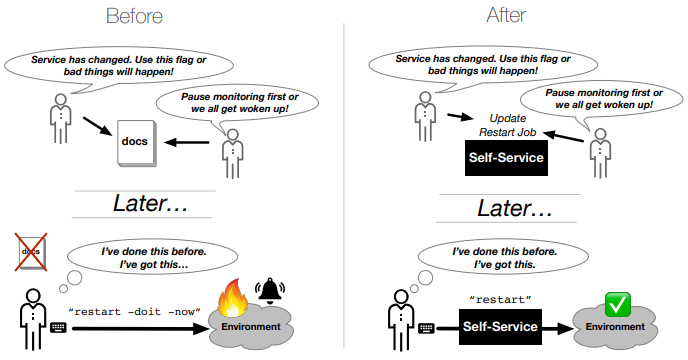 Before
After
Service has changed. Use this flag or
bad things will happen!
Pause monitoring first or
we all get woken up!
docs
Service has changed. Use this flag or
bad things will happen!
Pause monitoring first or
we all get woken up!
Update
Restart Job
Self-Service
Later…
Later…
docs
I've done this before.
I've got this…
"restart –doit –now"
Environment
I've done this before.
I've got this.
"restart"
Self-Service
Environment